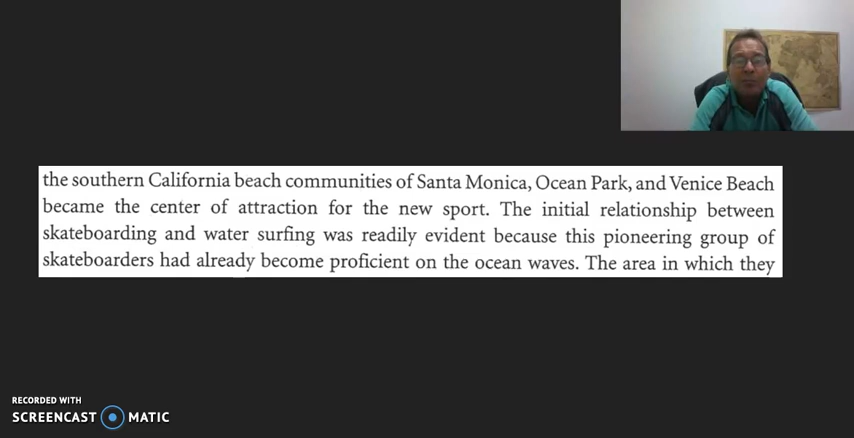 the southern California beach communities of Santa Monica, Ocean Park, and Venice Beach
became the center of attraction for the new sport. The initial relationship between
skateboarding and water surfing was readily evident because this pioneering group of
skateboarders had already become proficient on the ocean waves. The area in which they
RECORDED WITH
SCREENCAST MATIC